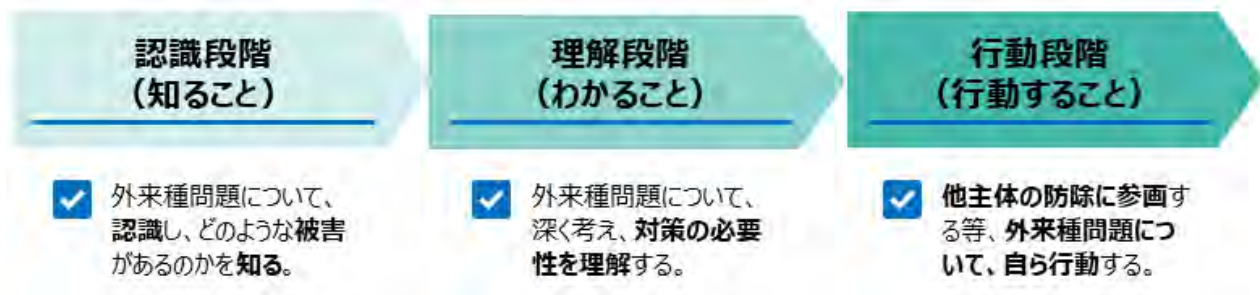 認識段階
（知ること）
外来種問題について、
認識し、どのような被害
があるのかを知る。
理解段階
（わかること）
外来種問題について、
深く考え、対策の必要
性を理解する。
行動段階
（行動すること）
他主体の防除に参画す
る等、外来種問題につ
いて、自ら行動する。